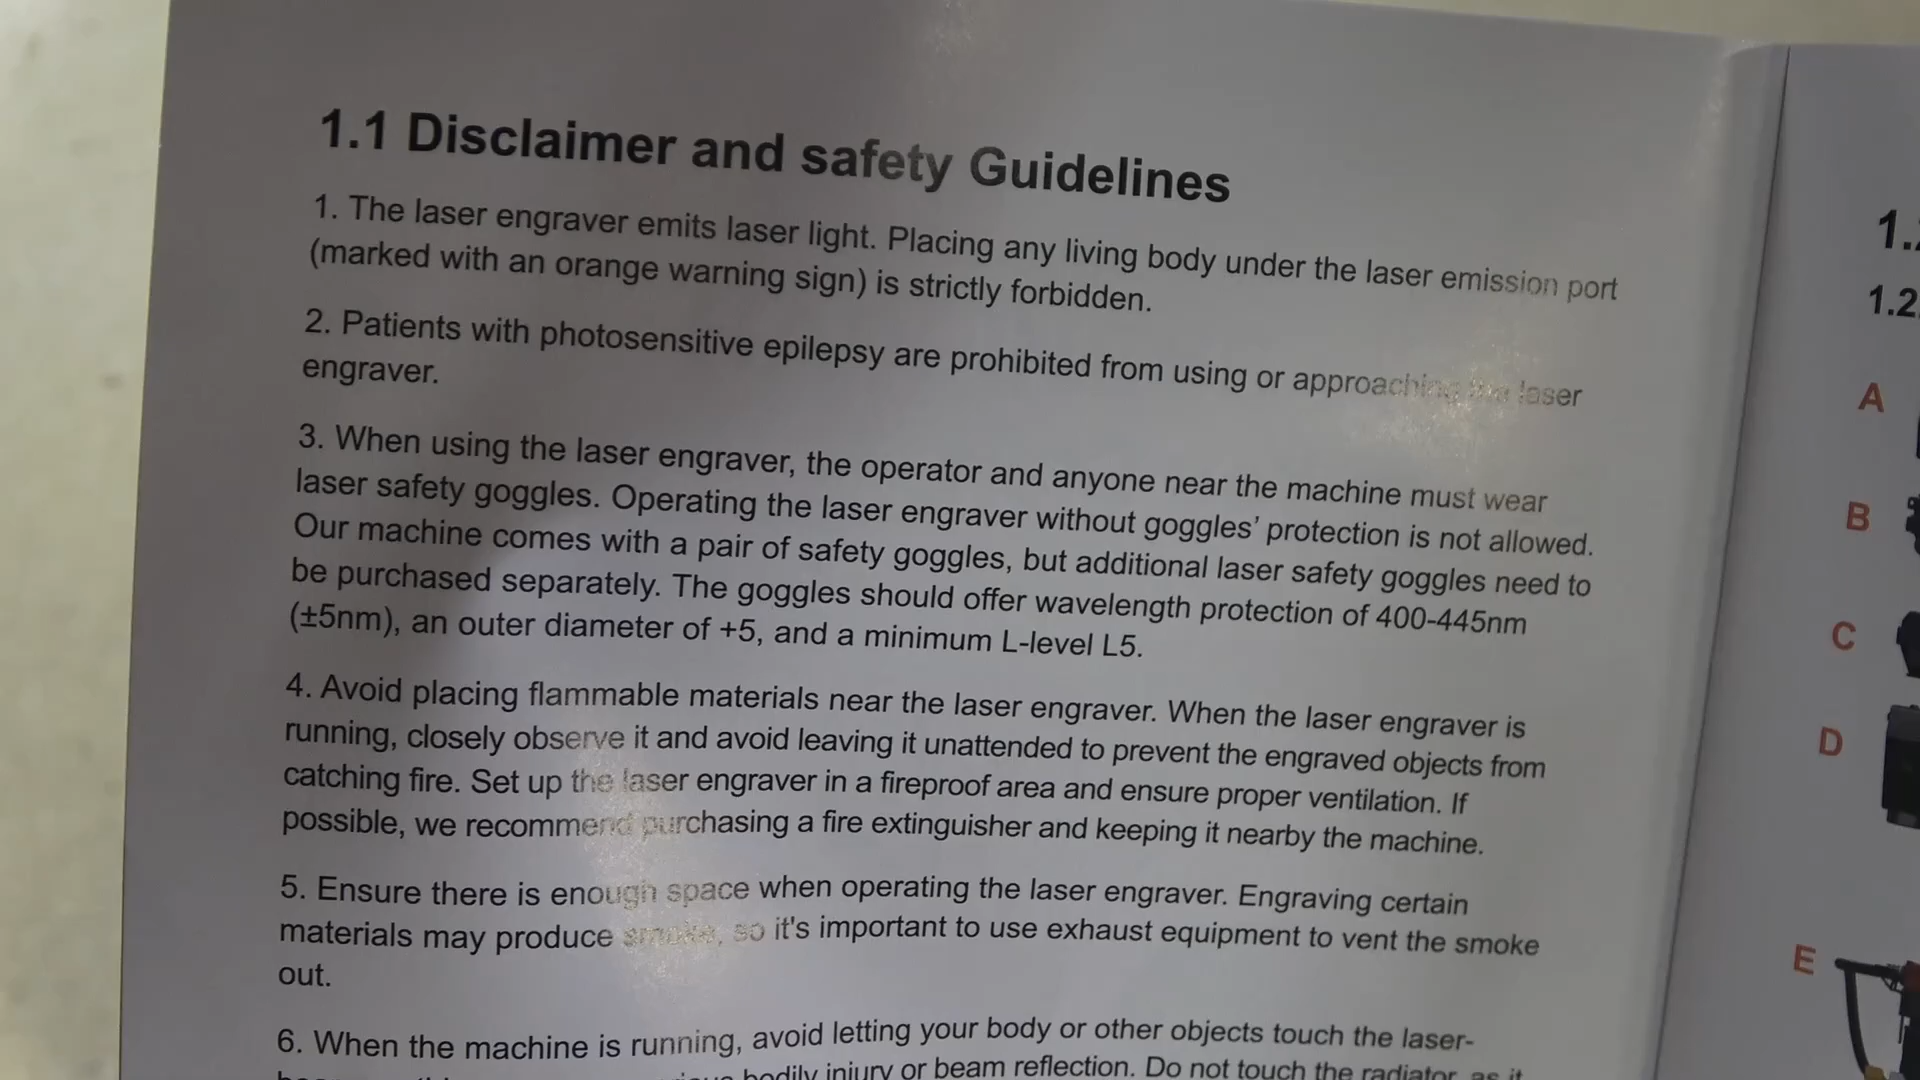 1.1 Disclaimer and safety Guidelines
1. The laser engraver emits laser light. Placing any living body under the laser emission port
(marked with an orange warning sign) is strictly forbidden.
2. Patients with photosensitive epilepsy are prohibited from using or approaching the laser
engraver.
3. When using the laser engraver, the operator and anyone near the machine must wear
laser safety goggles. Operating the laser engraver without goggles’ protection is not allowed.
Our machine comes with a pair of safety goggles, but additional laser safety goggles need to
be purchased separately. The goggles should offer wavelength protection of 400-445nm
(±5nm), an outer diameter of +5, and a minimum L-level L5.
4. Avoid placing flammable materials near the laser engraver. When the laser engraver is
running, closely observe it and avoid leaving it unattended to prevent the engraved objects from
catching fire. Set up the laser engraver in a fireproof area and ensure proper ventilation. If
possible, we recommend purchasing a fire extinguisher and keeping it nearby the machine.
5. Ensure there is enough space when operating the laser engraver. Engraving certain
materials may produce smoke, so it's important to use exhaust equipment to vent the smoke
out.
6. When the machine is running, avoid letting your body or other objects touch the laser-
bodily injury or beam reflection. Do not touch the radiator, as it
1.2
A
B
C
D
E